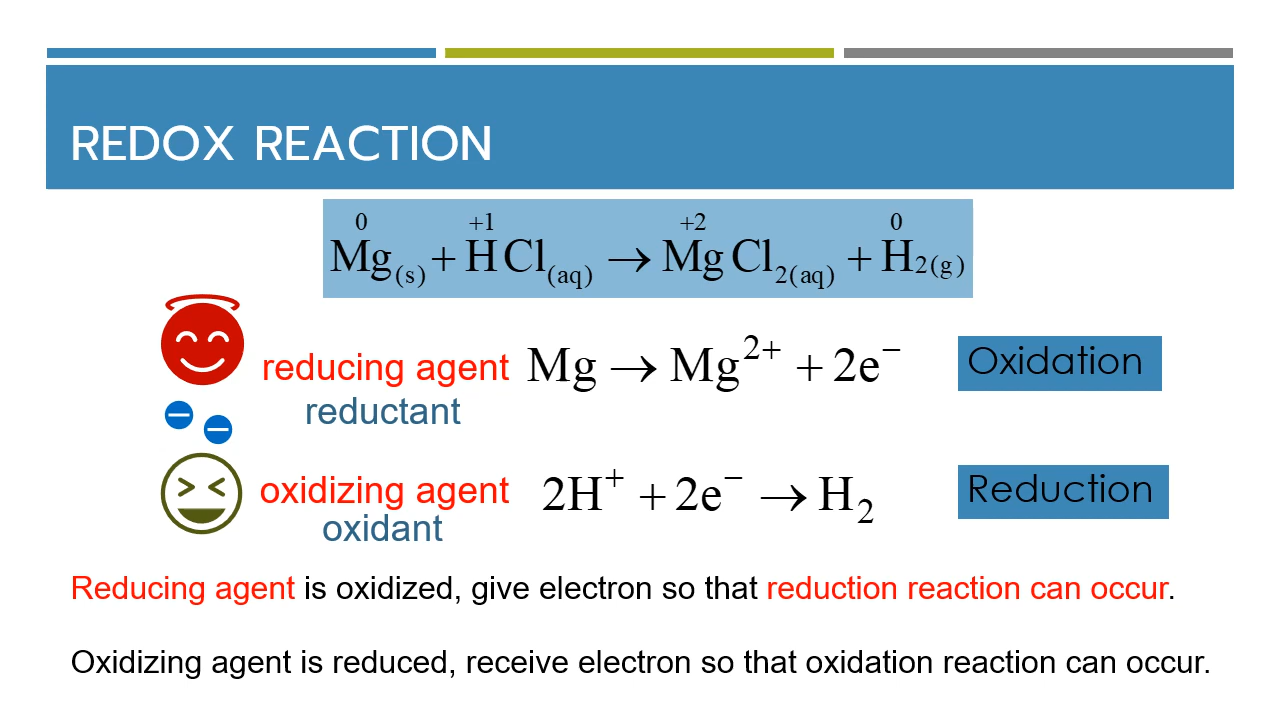 REDOX REACTION
0 +1 +2 0
Mg(s) + HCl(aq) → MgCl2(aq) + H2(g)
reducing agent Mg → Mg²⁺ + 2e⁻ Oxidation
reductant
oxidizing agent 2H⁺ + 2e⁻ → H₂ Reduction
oxidant
Reducing agent is oxidized, give electron so that reduction reaction can occur.
Oxidizing agent is reduced, receive electron so that oxidation reaction can occur.